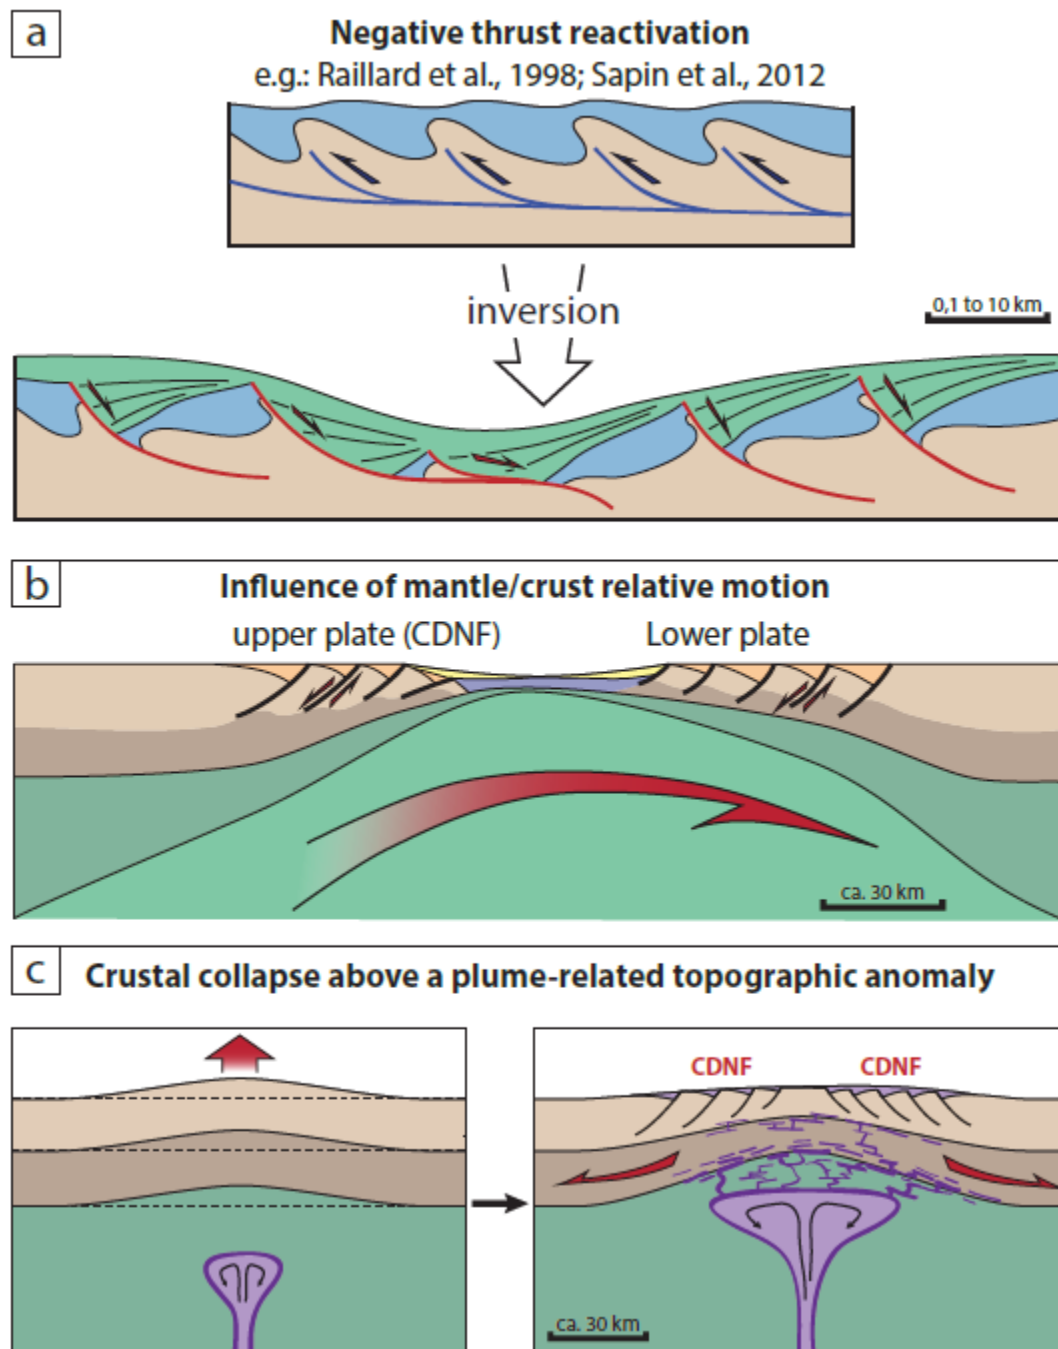 a
Negative thrust reactivation
e.g.: Raillard et al., 1998; Sapin et al., 2012
inversion
0,1 to 10 km
b
Influence of mantle/crust relative motion
upper plate (CDNF)
Lower plate
ca. 30 km
c
Crustal collapse above a plume-related topographic anomaly
CDNF
CDNF
ca. 30 km